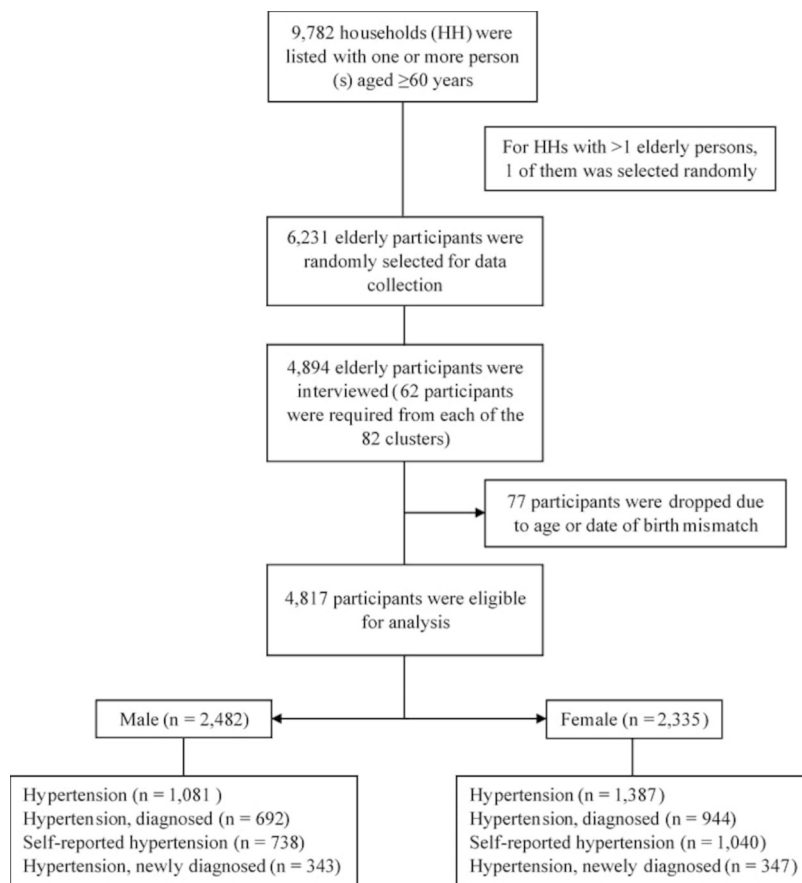 9,782 households (HH) were
listed with one or more person
(s) aged ≥60 years
For HHs with >1 elderly persons,
1 of them was selected randomly
6,231 elderly participants were
randomly selected for data
collection
4,894 elderly participants were
interviewed (62 participants
were required from each of the
82 clusters)
77 participants were dropped due
to age or date of birth mismatch
4,817 participants were eligible
for analysis
Male (n = 2,482)
Female (n = 2,335)
Hypertension (n = 1,081 )
Hypertension, diagnosed (n = 692)
Self-reported hypertension (n = 738)
Hypertension, newly diagnosed (n = 343)
Hypertension (n = 1,387)
Hypertension, diagnosed (n = 944)
Self-reported hypertension (n = 1,040)
Hypertension, newely diagnosed (n = 347)